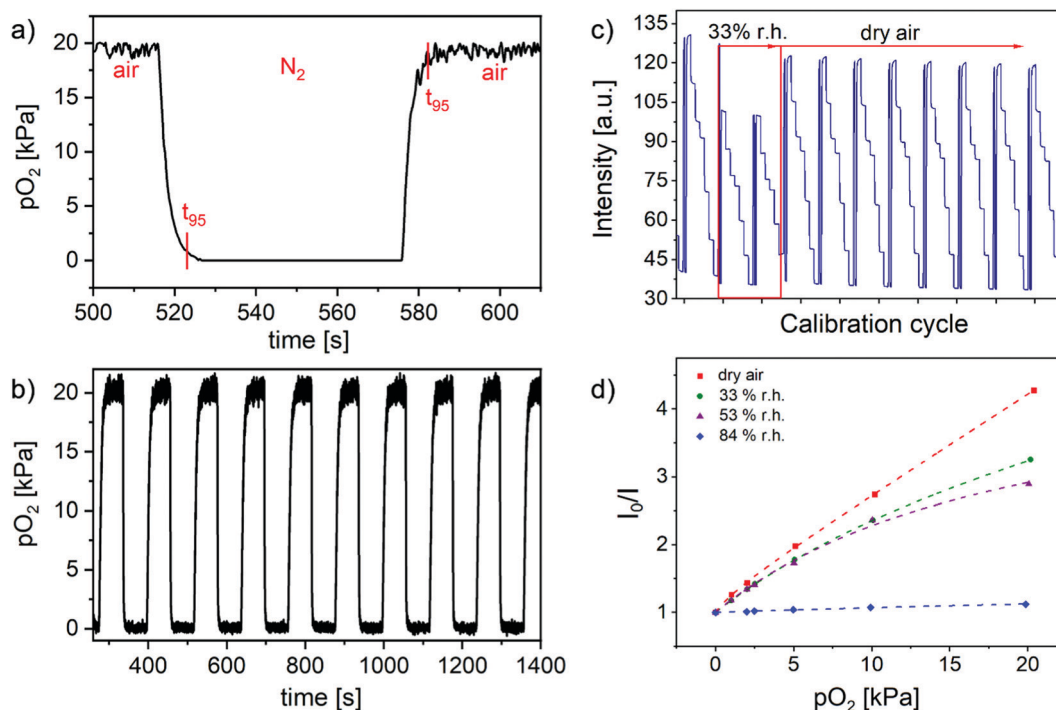 a)
20
15
10
5
0
pO₂ [kPa]
air
N₂
air
t₉₅
t₉₅
500 520 540 560 580 600
time [s]
b)
20
15
10
5
0
pO₂ [kPa]
400 600 800 1000 1200 1400
time [s]
c)
135
120
105
90
75
60
45
30
Intensity [a.u.]
33% r.h.
dry air
Calibration cycle
d)
dry air
33 % r.h.
53 % r.h.
84 % r.h.
4
3
2
1
I₀/I
0 5 10 15 20
pO₂ [kPa]